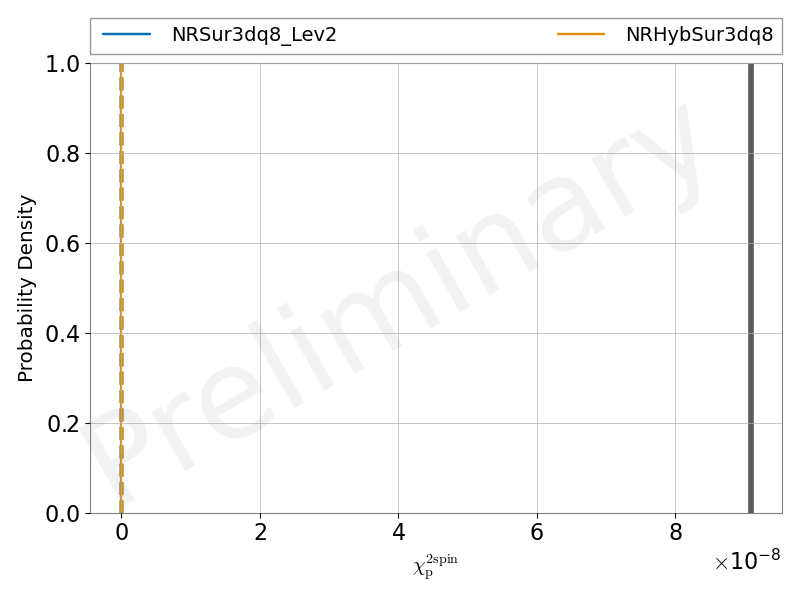 NRSur3dq8_Lev2 NRHybSur3dq8
1.0
0.8
0.6
0.4
0.2
0.0
Probability Density
Preliminary
0 2 4 6 8
×10⁻⁸
χₚ²ˢᵖⁱⁿ